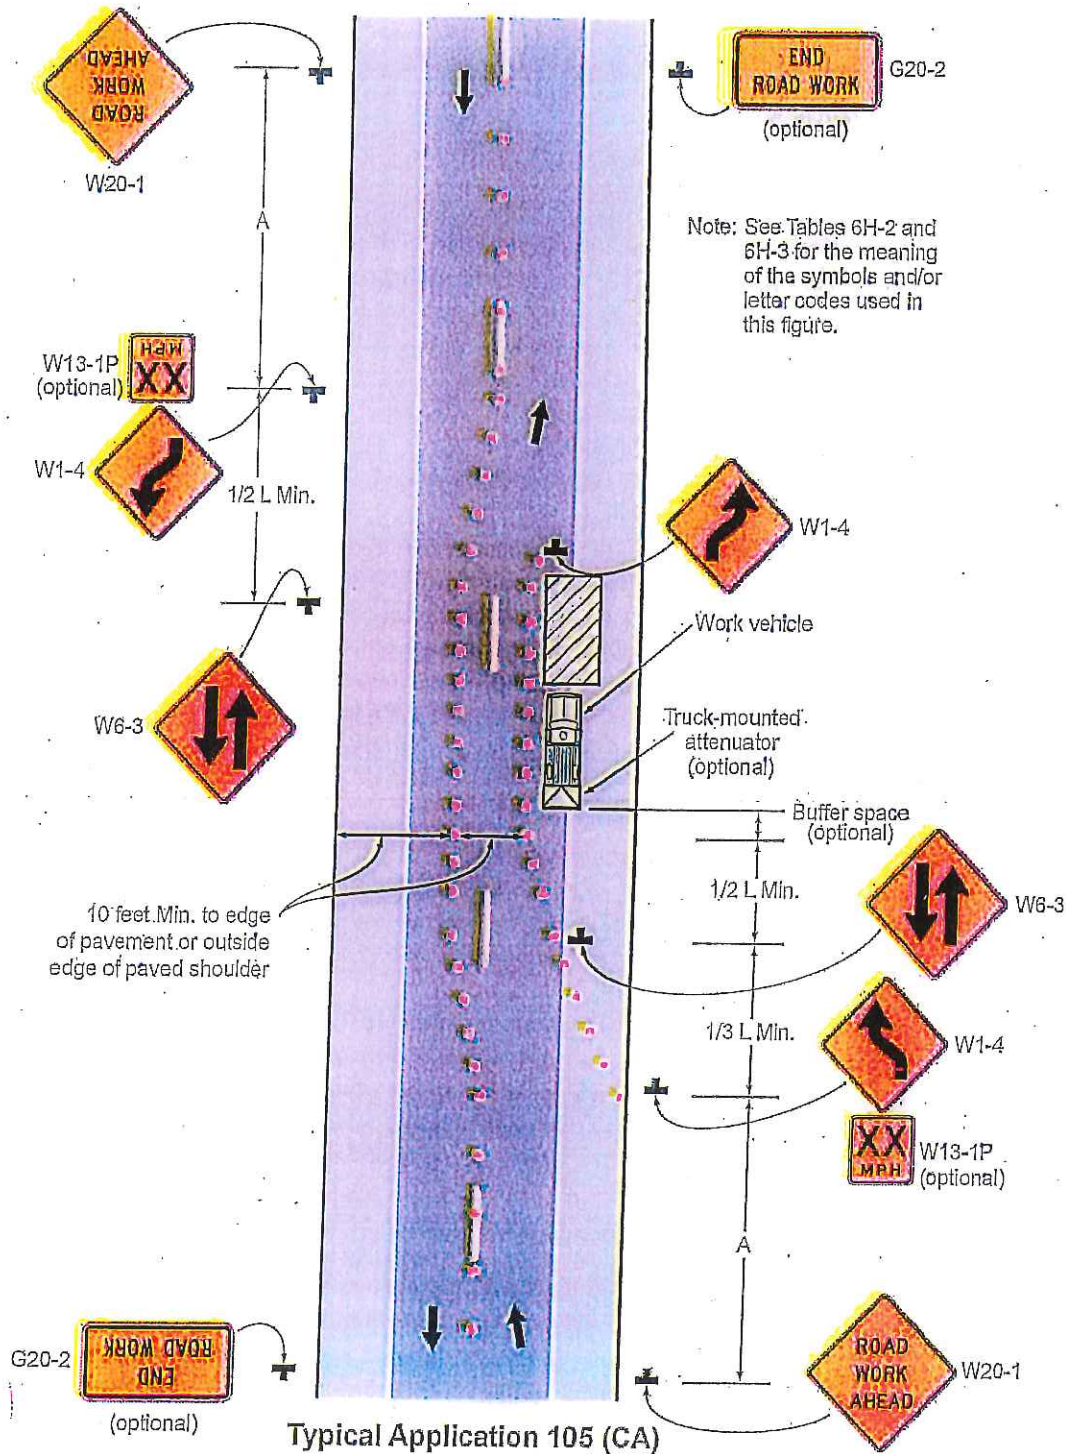 ROAD
WORK
AHEAD
W20-1
A
END
ROAD WORK
G20-2
(optional)
Note: See Tables 6H-2 and
6H-3 for the meaning
of the symbols and/or
letter codes used in
this figure.
W13-1P
(optional)
XX
MPH
W1-4
1/2 L Min.
W1-4
Work vehicle
W6-3
Truck-mounted
attenuator
(optional)
Buffer space
(optional)
1/2 L Min.
W6-3
10 feet Min. to edge
of pavement or outside
edge of paved shoulder
1/3 L Min.
W1-4
XX
MPH
W13-1P
(optional)
A
G20-2
END
ROAD WORK
(optional)
ROAD
WORK
AHEAD
W20-1
Typical Application 105 (CA)